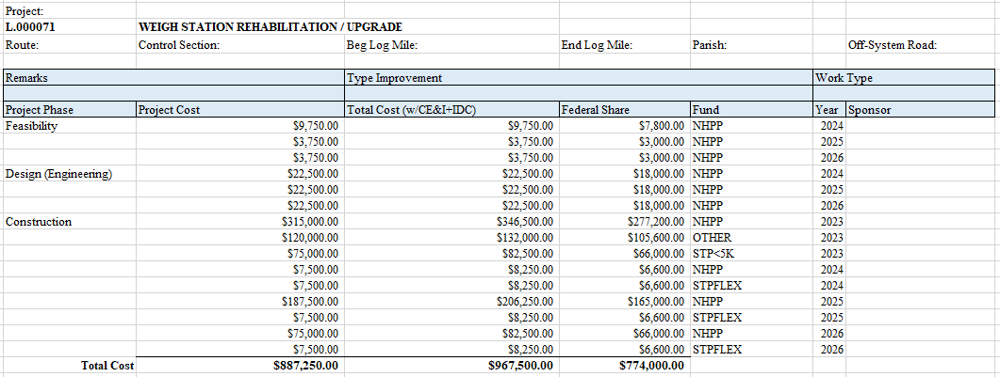 Project:
L.000071 WEIGH STATION REHABILITATION / UPGRADE
Route: Control Section: Beg Log Mile: End Log Mile: Parish: Off-System Road:
Remarks Type Improvement Work Type
Project Phase Project Cost Total Cost (w/CE&I+IDC) Federal Share Fund Year Sponsor
Feasibility $9,750.00 $9,750.00 $7,800.00 NHPP 2024
$3,750.00 $3,750.00 $3,000.00 NHPP 2025
$3,750.00 $3,750.00 $3,000.00 NHPP 2026
Design (Engineering) $22,500.00 $22,500.00 $18,000.00 NHPP 2024
$22,500.00 $22,500.00 $18,000.00 NHPP 2025
$22,500.00 $22,500.00 $18,000.00 NHPP 2026
Construction $315,000.00 $346,500.00 $277,200.00 NHPP 2023
$120,000.00 $132,000.00 $105,600.00 OTHER 2023
$75,000.00 $82,500.00 $66,000.00 STP<5K 2023
$7,500.00 $8,250.00 $6,600.00 NHPP 2024
$7,500.00 $8,250.00 $6,600.00 STPFLEX 2024
$187,500.00 $206,250.00 $165,000.00 NHPP 2025
$7,500.00 $8,250.00 $6,600.00 STPFLEX 2025
$75,000.00 $82,500.00 $66,000.00 NHPP 2026
$7,500.00 $8,250.00 $6,600.00 STPFLEX 2026
Total Cost $887,250.00 $967,500.00 $774,000.00